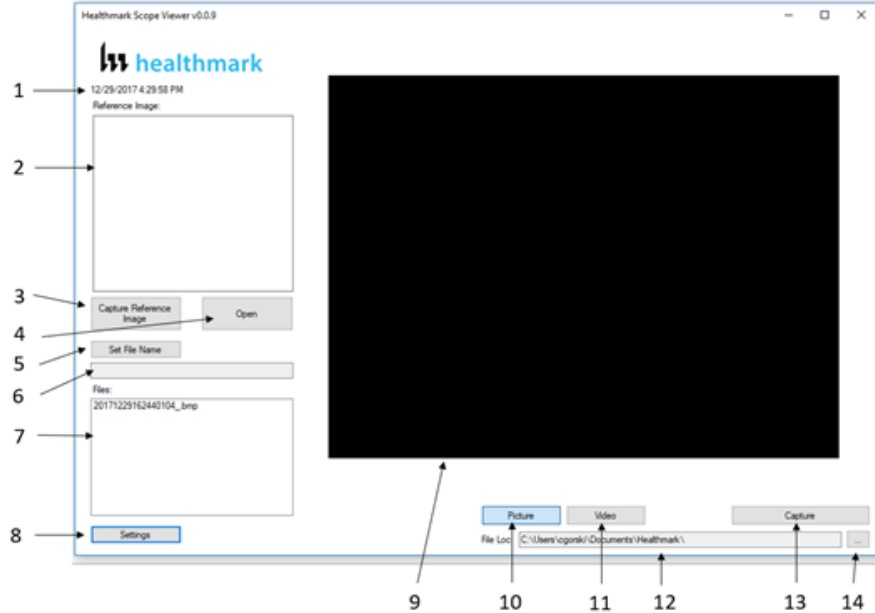 Healthmark Scope Viewer v0.0.9
healthmark
1
12/29/2017 4:29:58 PM
Reference Image:
2
3
Capture Reference
Image
Open
4
5
Set File Name
6
Files:
20171229162440104_.bmp
7
8
Settings
9
Picture
Video
Capture
File Loc:
C:\Users\cgorski\Documents\Healthmark\
...
10
11
12
13
14